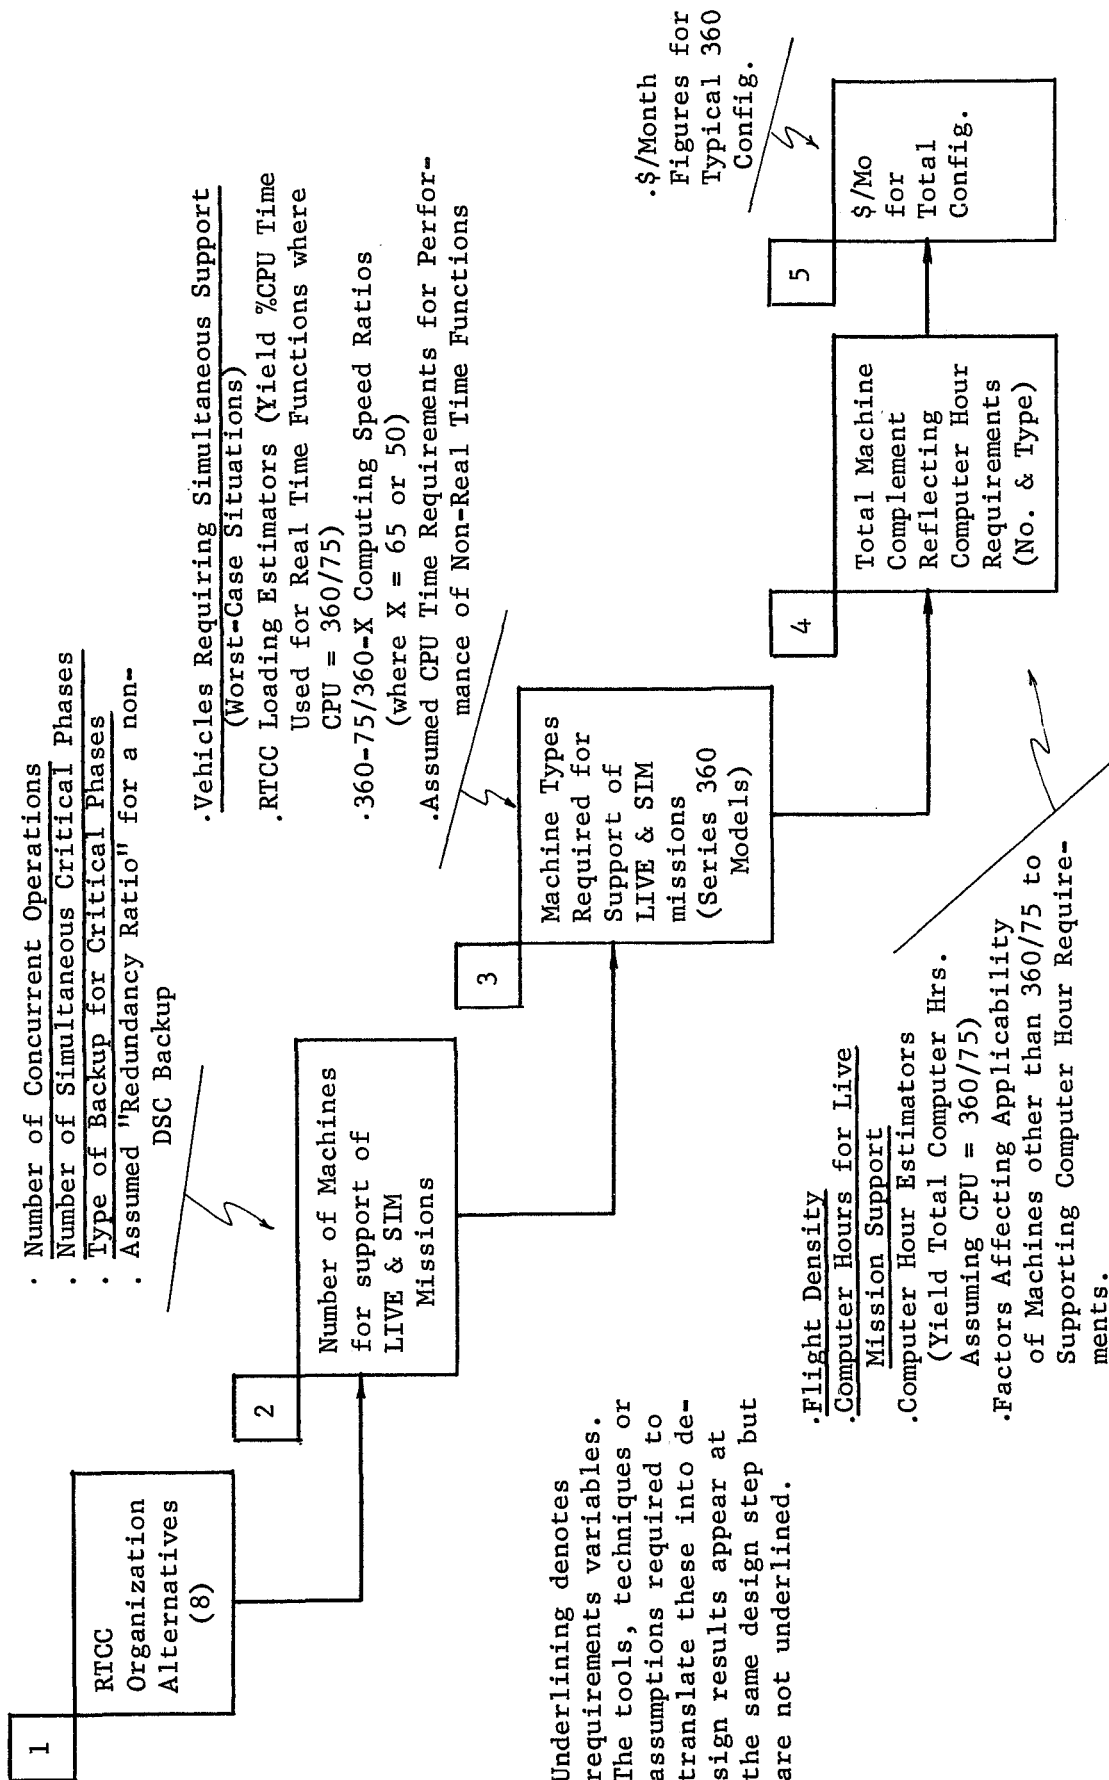 1
RTCC
Organization
Alternatives
(8)
. Number of Concurrent Operations
. Number of Simultaneous Critical Phases
. Type of Backup for Critical Phases
. Assumed "Redundancy Ratio" for a non-
DSC Backup
2
Number of Machines
for support of
LIVE & SIM
Missions
.Vehicles Requiring Simultaneous Support
(Worst-Case Situations)
.RTCC Loading Estimators (Yield %CPU Time
Used for Real Time Functions where
CPU = 360/75)
.360-75/360-X Computing Speed Ratios
(where X = 65 or 50)
.Assumed CPU Time Requirements for Perfor-
mance of Non-Real Time Functions
3
Machine Types
Required for
Support of
LIVE & SIM
missions
(Series 360
Models)
.Flight Density
.Computer Hours for Live
Mission Support
.Computer Hour Estimators
(Yield Total Computer Hrs.
Assuming CPU = 360/75)
.Factors Affecting Applicability
of Machines other than 360/75 to
Supporting Computer Hour Require-
ments.
4
Total Machine
Complement
Reflecting
Computer Hour
Requirements
(No. & Type)
.$/Month
Figures for
Typical 360
Config.
5
$/Mo
for
Total
Config.
Underlining denotes
requirements variables.
The tools, techniques or
assumptions required to
translate these into de-
sign results appear at
the same design step but
are not underlined.